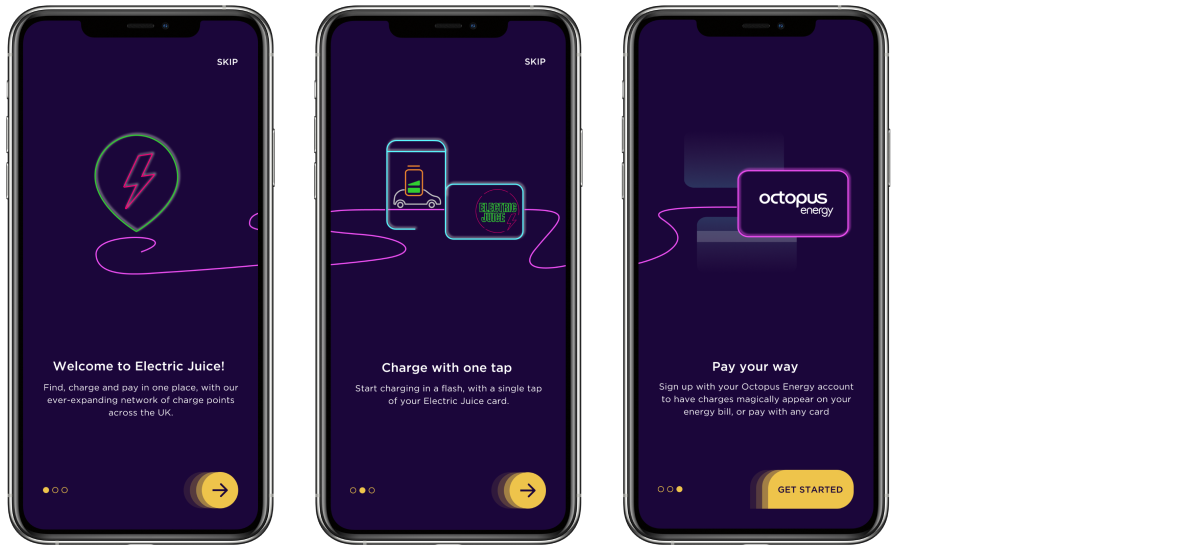 SKIP
Welcome to Electric Juice!
Find, charge and pay in one place, with our
ever-expanding network of charge points
across the UK.
SKIP
ELECTRIC
JUICE
Charge with one tap
Start charging in a flash, with a single tap
of your Electric Juice card.
octopus
energy
Pay your way
Sign up with your Octopus Energy account
to have charges magically appear on your
energy bill, or pay with any card
GET STARTED